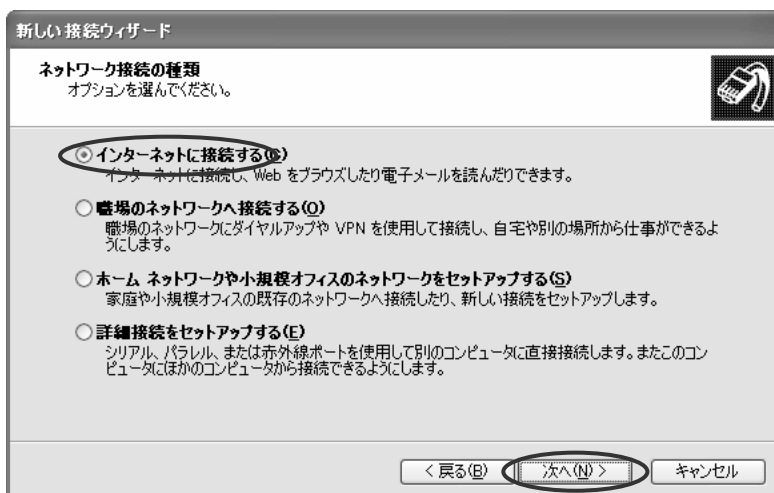 新しい接続ウィザード
ネットワーク接続の種類
オプションを選んでください。
インターネットに接続する(C)
インターネットに接続し、Web をブラウズしたり電子メールを読んだりできます。
職場のネットワークへ接続する(O)
職場のネットワークにダイヤルアップや VPN を使用して接続し、自宅や別の場所から仕事ができるよ
うにします。
ホーム ネットワークや小規模オフィスのネットワークをセットアップする(S)
家庭や小規模オフィスの既存のネットワークへ接続したり、新しい接続をセットアップします。
詳細接続をセットアップする(E)
シリアル、パラレル、または赤外線ポートを使用して別のコンピュータに直接接続します。またこのコン
ピュータにほかのコンピュータから接続できるようにします。
< 戻る(B) 次へ(N) > キャンセル